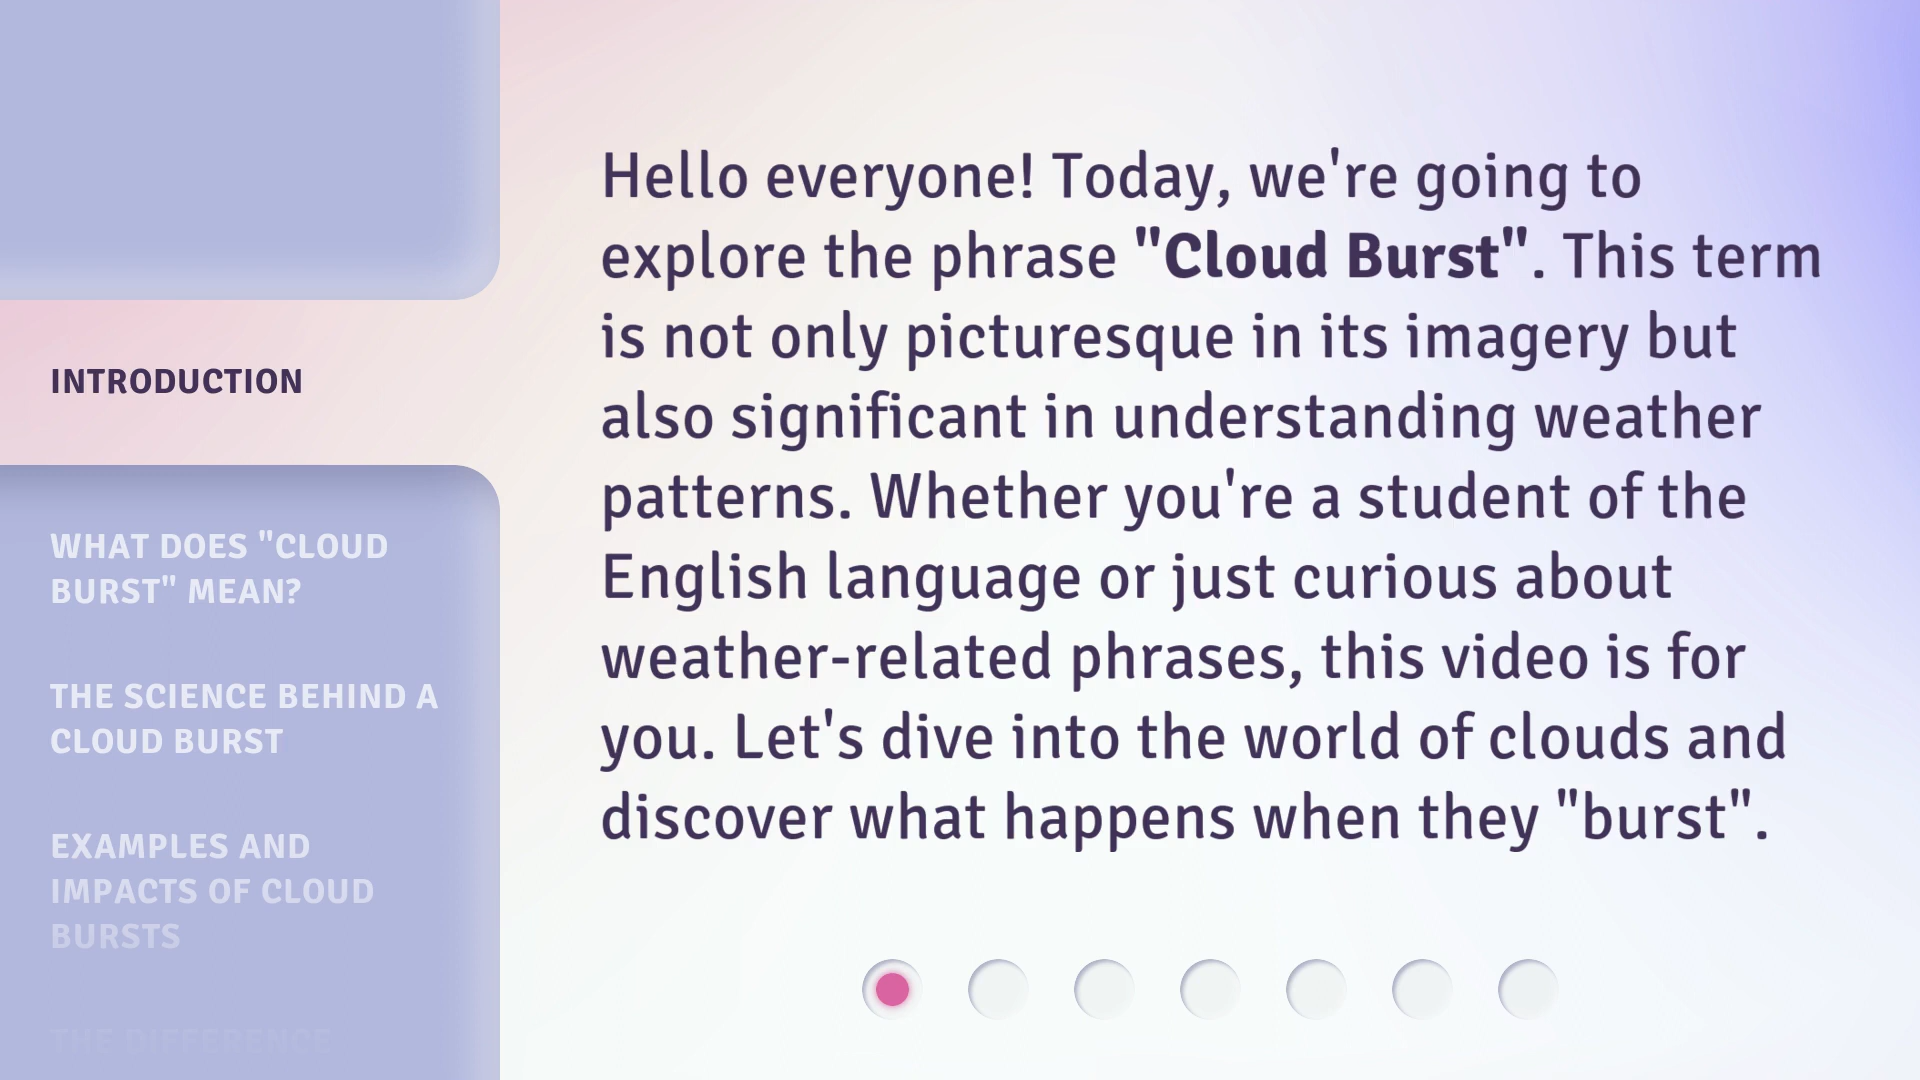 INTRODUCTION
WHAT DOES "CLOUD
BURST" MEAN?
THE SCIENCE BEHIND A
CLOUD BURST
EXAMPLES AND
IMPACTS OF CLOUD
BURSTS
THE DIFFERENCE
Hello everyone! Today, we're going to
explore the phrase "Cloud Burst". This term
is not only picturesque in its imagery but
also significant in understanding weather
patterns. Whether you're a student of the
English language or just curious about
weather-related phrases, this video is for
you. Let's dive into the world of clouds and
discover what happens when they "burst".